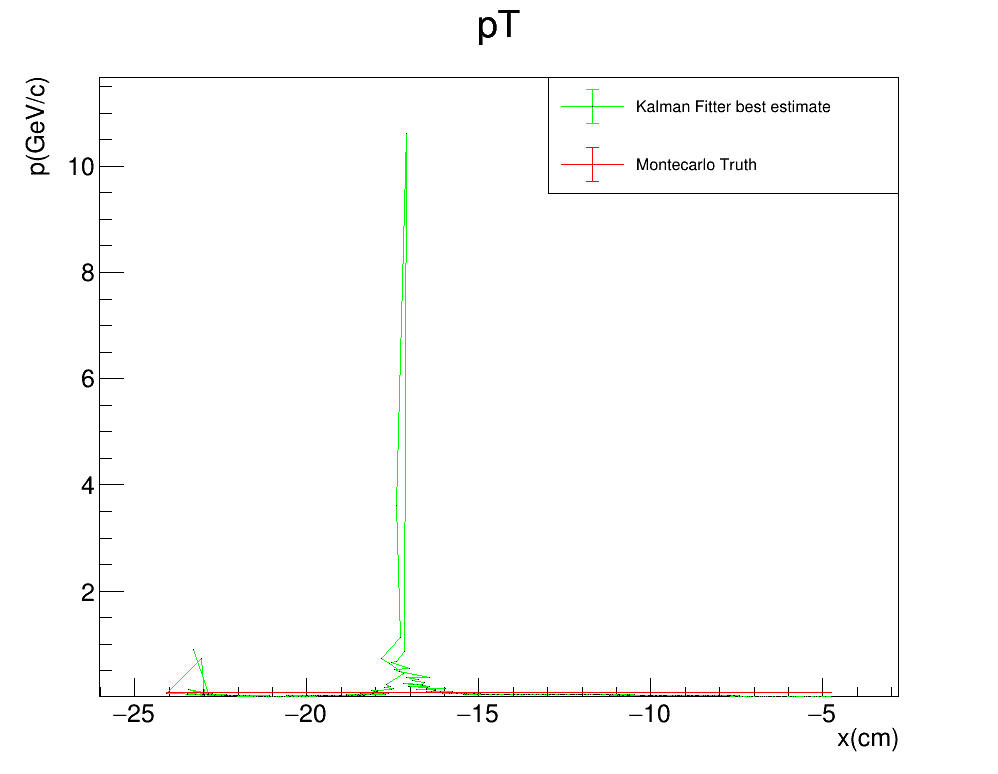 pT
p(GeV/c)
Kalman Fitter best estimate
Montecarlo Truth
10
8
6
4
2
−25 −20 −15 −10 −5
x(cm)